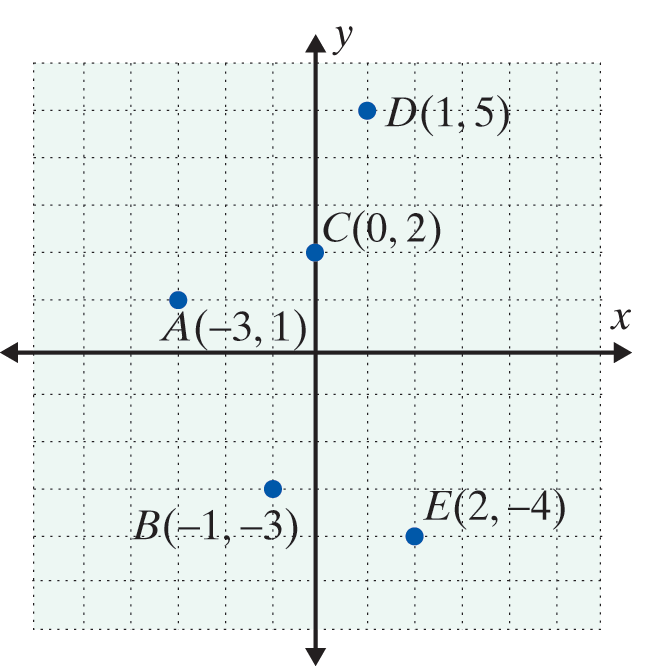 y
D(1, 5)
C(0, 2)
x
A(–3, 1)
E(2, –4)
B(–1, –3)